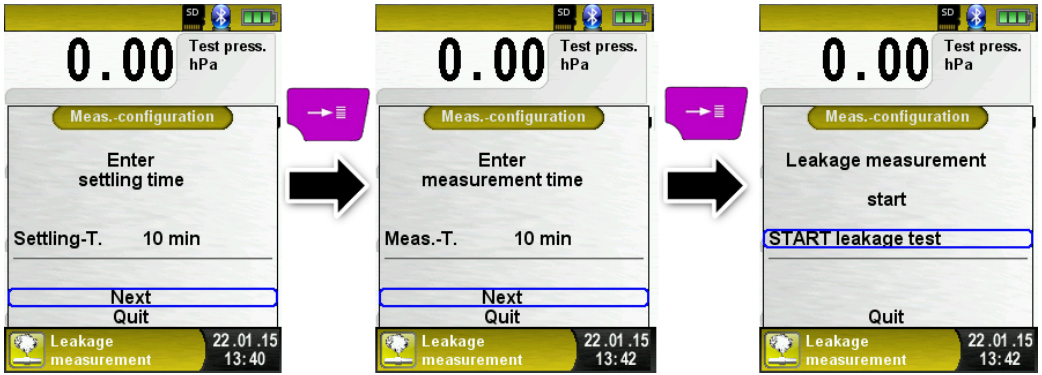 SD
0.00
Test press.
hPa
Meas.-configuration
Enter
settling time
Settling-T. 10 min
Next
Quit
Leakage
measurement
22.01.15
13:40
SD
0.00
Test press.
hPa
Meas.-configuration
Enter
measurement time
Meas.-T. 10 min
Next
Quit
Leakage
measurement
22.01.15
13:42
SD
0.00
Test press.
hPa
Meas.-configuration
Leakage measurement
start
START leakage test
Quit
Leakage
measurement
22.01.15
13:42